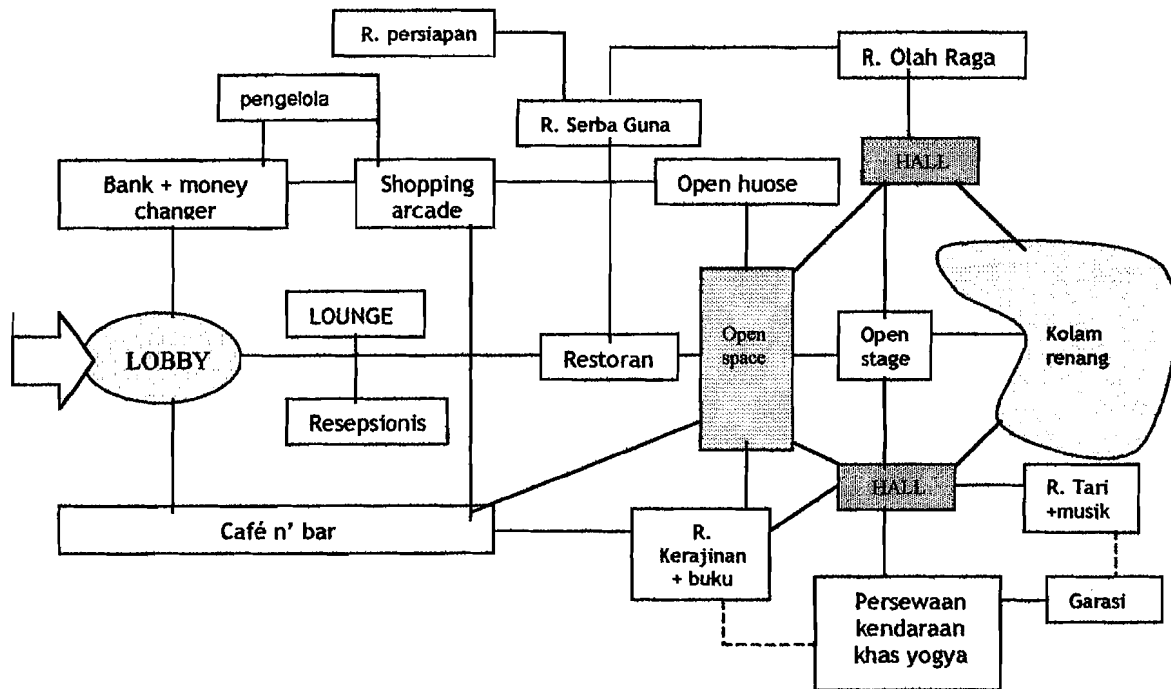 R. persiapan
R. Olah Raga
pengelola
R. Serba Guna
HALL
Bank + money
changer
Shopping
arcade
Open huose
LOUNGE
LOBBY
Restoran
Open
space
Open
stage
Kolam
renang
Resepsionis
HALL
R. Tari
+musik
Café n' bar
R.
Kerajinan
+ buku
Persewaan
kendaraan
khas yogya
Garasi